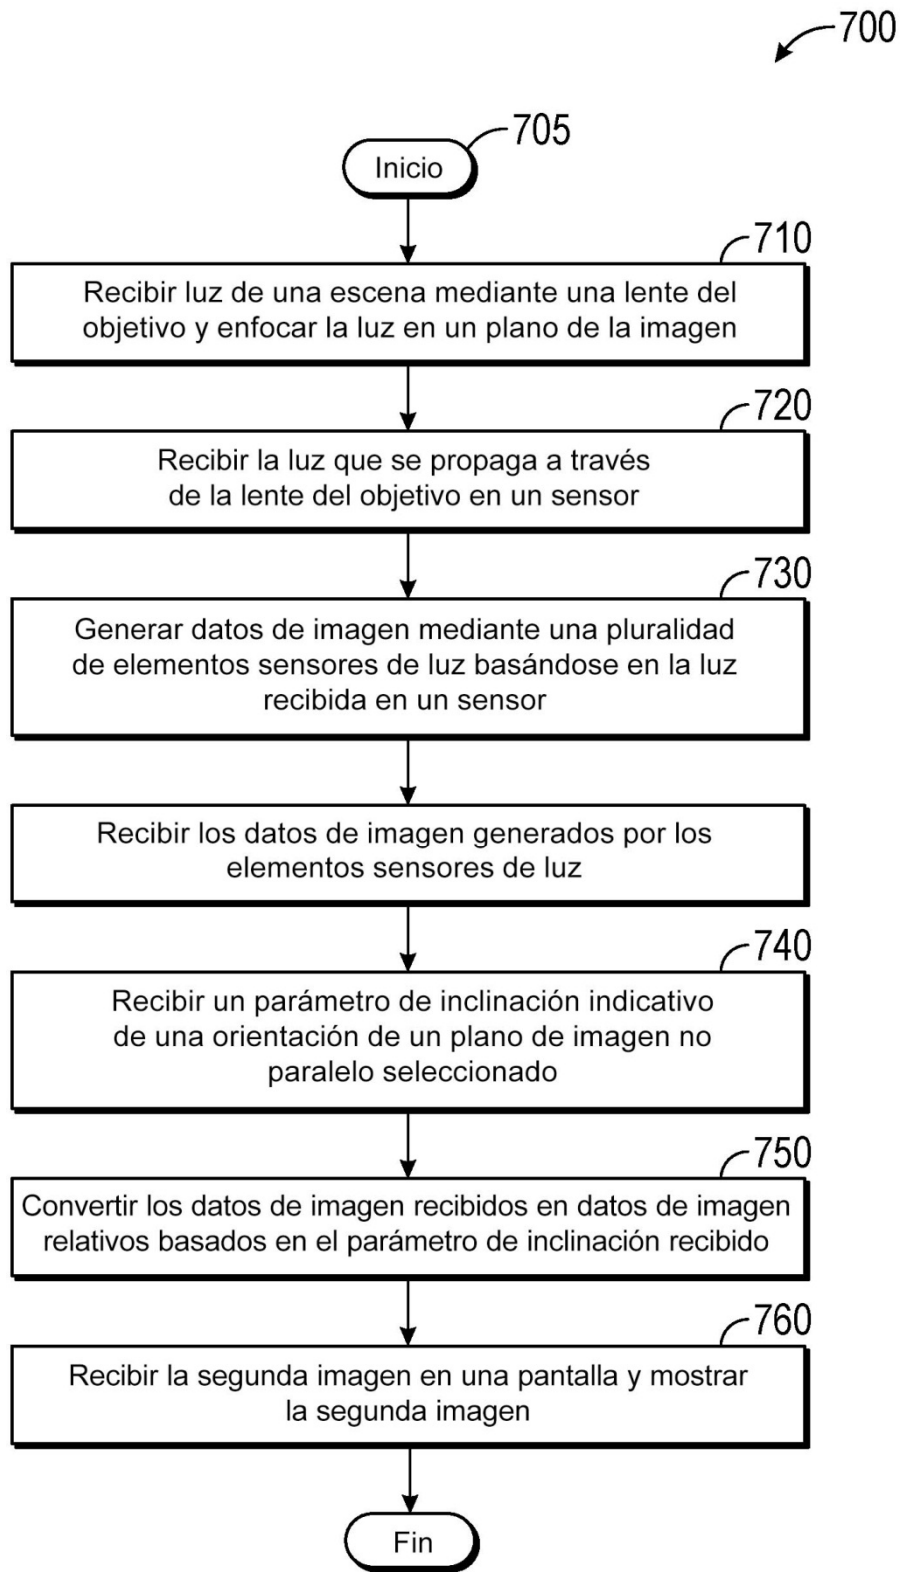 700
705
Inicio
710
Recibir luz de una escena mediante una lente del
objetivo y enfocar la luz en un plano de la imagen
720
Recibir la luz que se propaga a través
de la lente del objetivo en un sensor
730
Generar datos de imagen mediante una pluralidad
de elementos sensores de luz basándose en la luz
recibida en un sensor
Recibir los datos de imagen generados por los
elementos sensores de luz
740
Recibir un parámetro de inclinación indicativo
de una orientación de un plano de imagen no
paralelo seleccionado
750
Convertir los datos de imagen recibidos en datos de imagen
relativos basados en el parámetro de inclinación recibido
760
Recibir la segunda imagen en una pantalla y mostrar
la segunda imagen
Fin